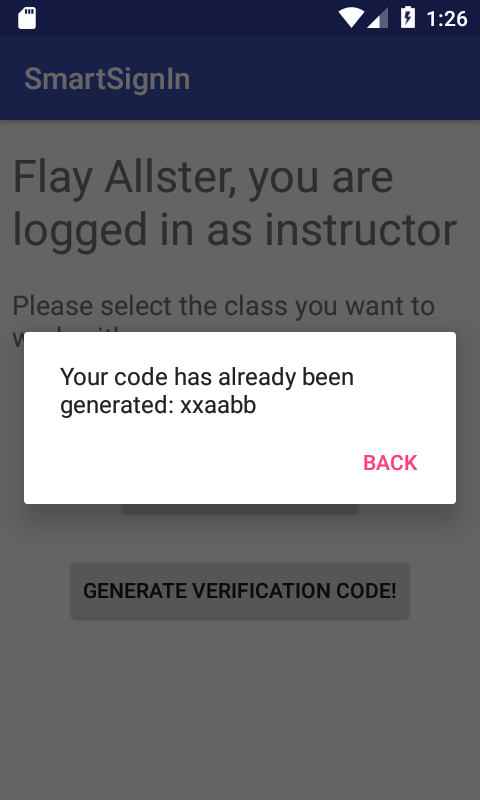 1:26
SmartSignIn
Flay Allster, you are
logged in as instructor
Please select the class you want to
Your code has already been
generated: xxaabb
BACK
GENERATE VERIFICATION CODE!